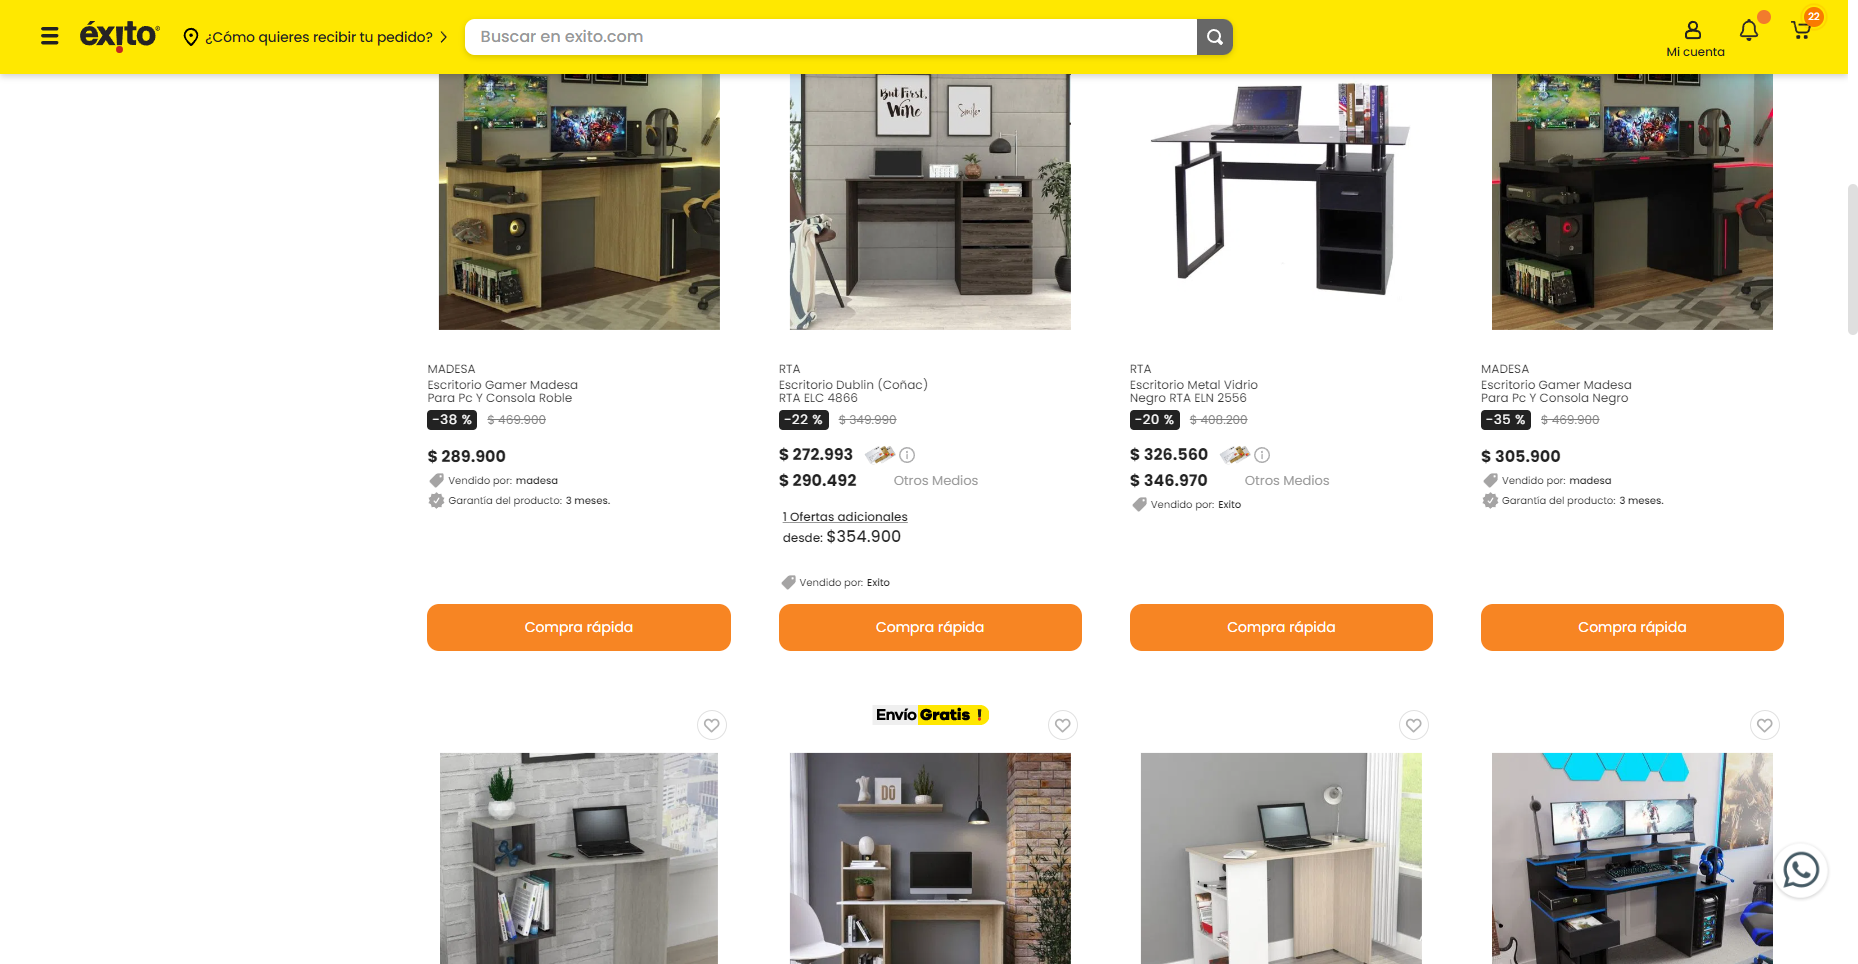 éxito
¿Cómo quieres recibir tu pedido?
Buscar en exito.com
Mi cuenta
22
But First,
Wine
Smile
MADESA
Escritorio Gamer Madesa
Para Pc Y Consola Roble
-38 % $ 469.900
$ 289.900
Vendido por: madesa
Garantía del producto: 3 meses.
Compra rápida
RTA
Escritorio Dublin (Coñac)
RTA ELC 4866
-22 % $ 349.990
$ 272.993
$ 290.492 Otros Medios
1 Ofertas adicionales
desde: $354.900
Vendido por: Exito
Compra rápida
RTA
Escritorio Metal Vidrio
Negro RTA ELN 2556
-20 % $ 408.200
$ 326.560
$ 346.970 Otros Medios
Vendido por: Exito
Compra rápida
MADESA
Escritorio Gamer Madesa
Para Pc Y Consola Negro
-35 % $ 469.900
$ 305.900
Vendido por: madesa
Garantía del producto: 3 meses.
Compra rápida
Envío Gratis !